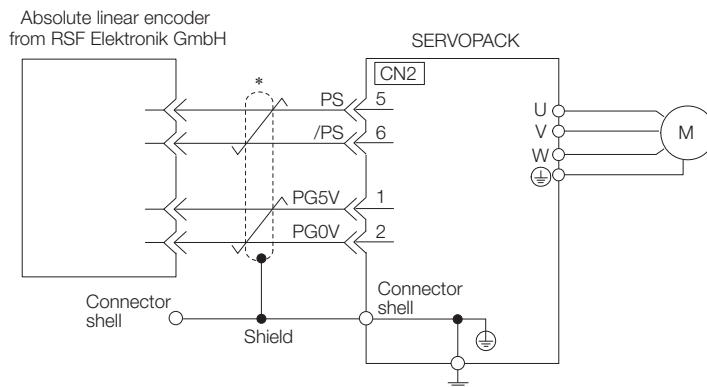 Absolute linear encoder
from RSF Elektronik GmbH
SERVOPACK
CN2
*
PS
5
/PS
6
PG5V
1
PG0V
2
U
V
W
M
Connector
shell
Shield
Connector
shell